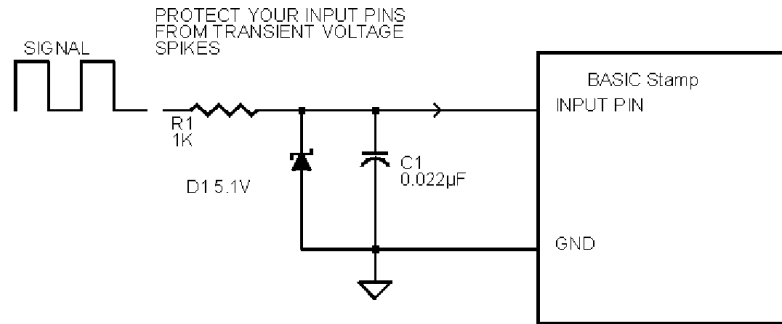 PROTECT YOUR INPUT PINS
FROM TRANSIENT VOLTAGE
SPIKES
SIGNAL
R1
1K
D1 5.1V
C1
0.022µF
BASIC Stamp
INPUT PIN
GND